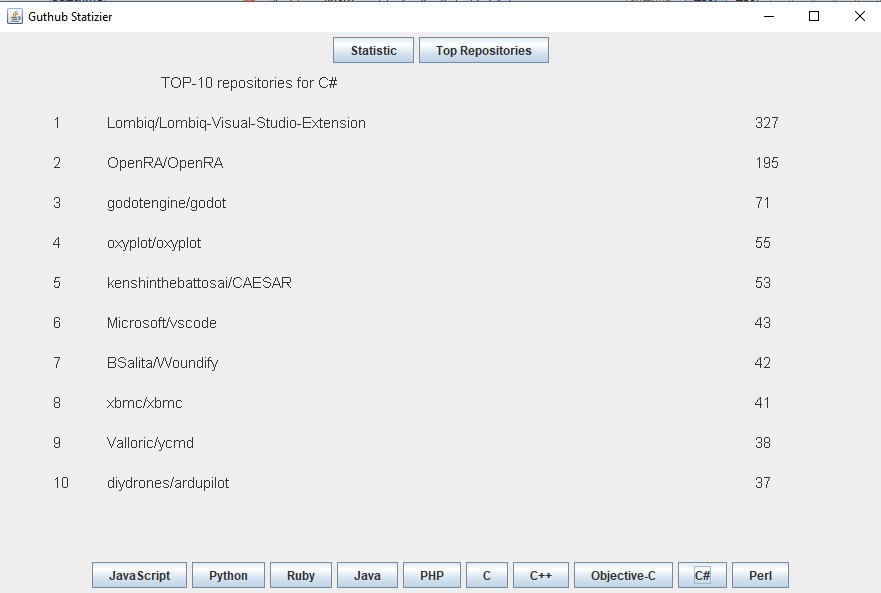 Guthub Statizier
Statistic Top Repositories
TOP-10 repositories for C#
1 Lombiq/Lombiq-Visual-Studio-Extension 327
2 OpenRA/OpenRA 195
3 godotengine/godot 71
4 oxyplot/oxyplot 55
5 kenshinthebattosai/CAESAR 53
6 Microsoft/vscode 43
7 BSalita/Woundify 42
8 xbmc/xbmc 41
9 Valloric/ycmd 38
10 diydrones/ardupilot 37
JavaScript Python Ruby Java PHP C C++ Objective-C C# Perl